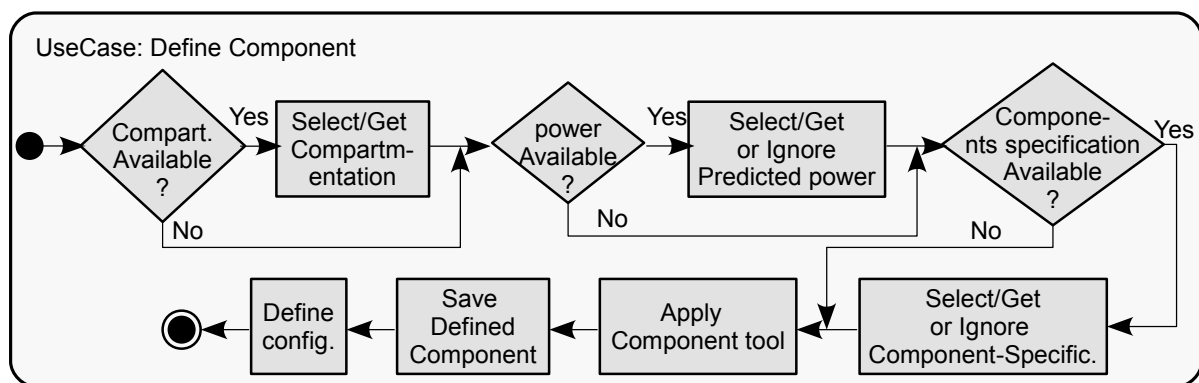 UseCase: Define Component
Compart.
Available
?
Yes
No
Select/Get
Compartm-
entation
power
Available
?
Yes
No
Select/Get
or Ignore
Predicted power
Compone-
nts specification
Available
?
Yes
No
Select/Get
or Ignore
Component-Specific.
Apply
Component tool
Save
Defined
Component
Define
config.